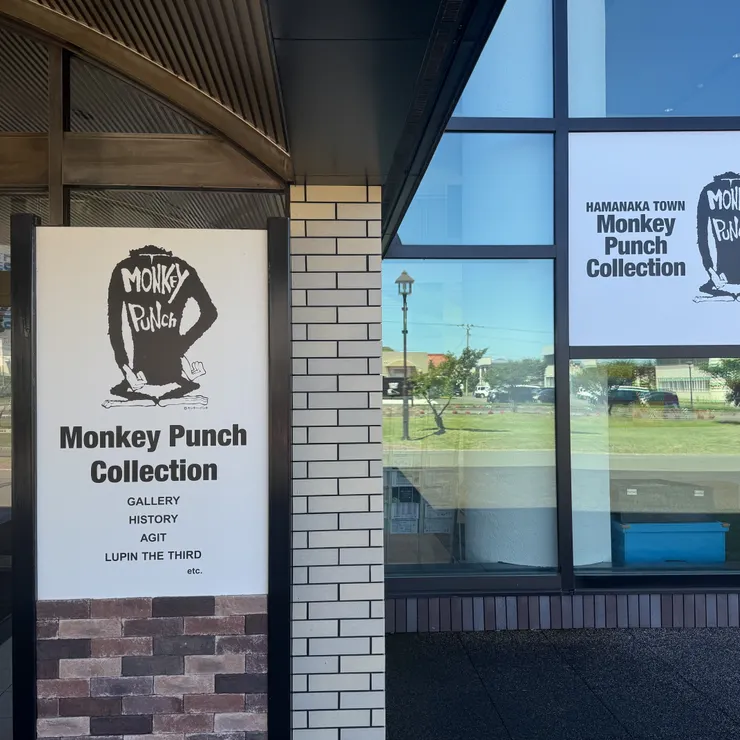 MONKEY
PUNCH
Monkey Punch
Collection
GALLERY
HISTORY
AGIT
LUPIN THE THIRD
etc.
HAMANAKA TOWN
Monkey
Punch
Collection